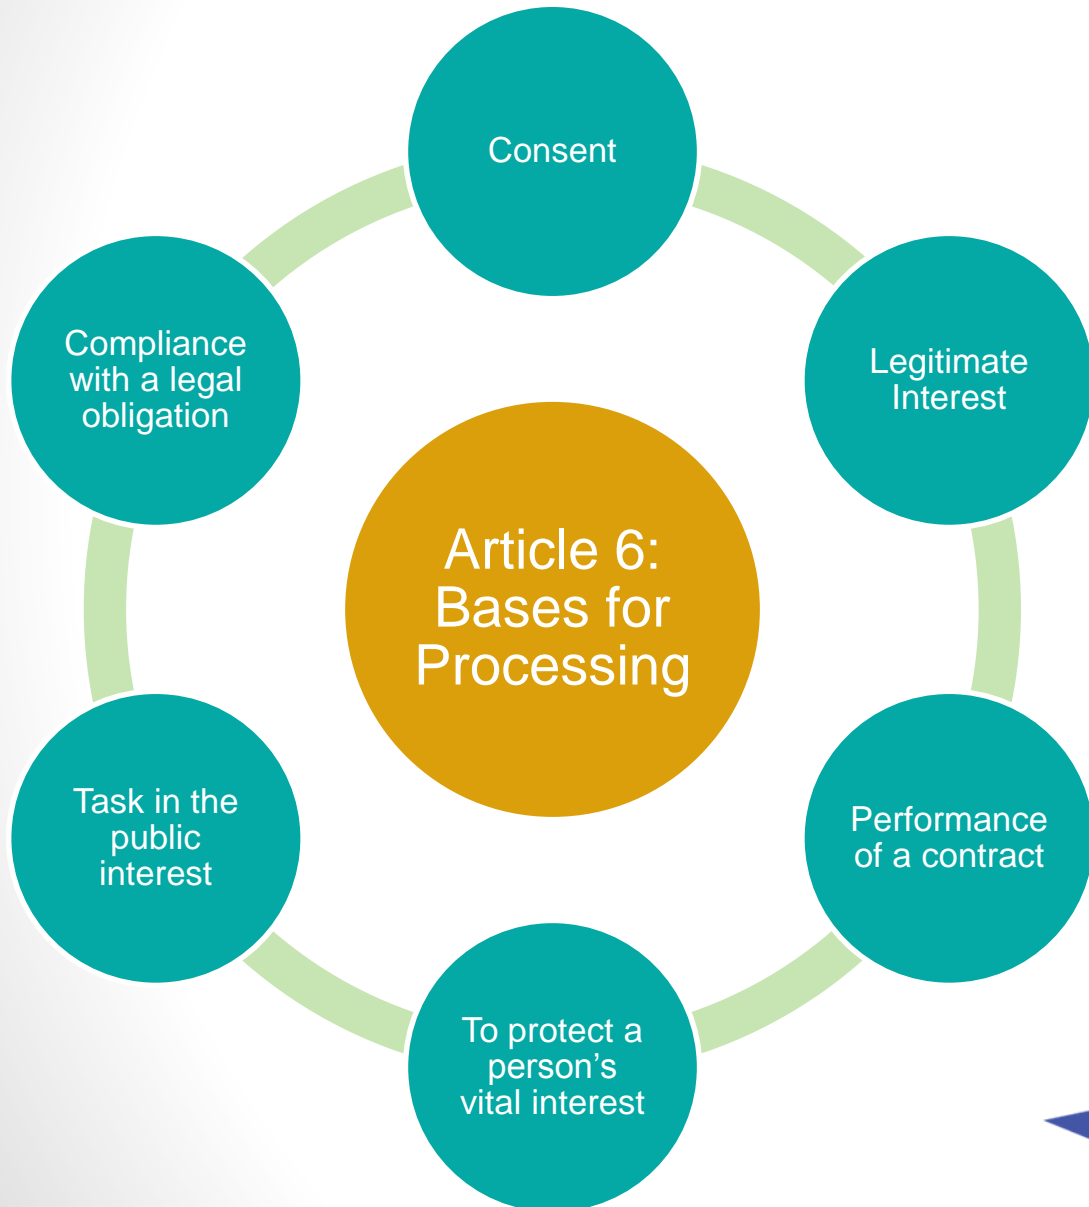 Consent
Legitimate
Interest
Performance
of a contract
To protect a
person’s
vital interest
Task in the
public
interest
Compliance
with a legal
obligation
Article 6:
Bases for
Processing